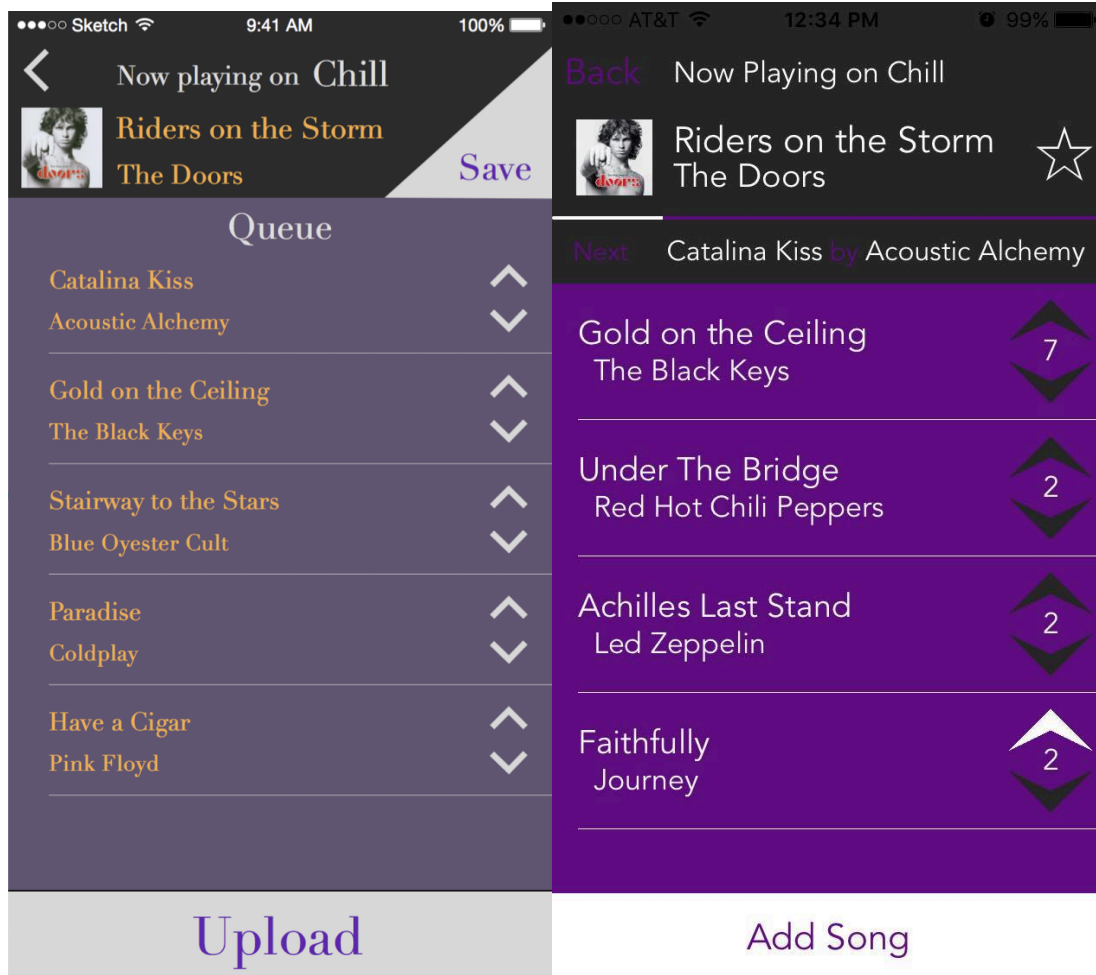 Sketch 9:41 AM 100%
Now playing on Chill
Riders on the Storm
The Doors
doors
Save
Queue
Catalina Kiss
Acoustic Alchemy
Gold on the Ceiling
The Black Keys
Stairway to the Stars
Blue Oyester Cult
Paradise
Coldplay
Have a Cigar
Pink Floyd
Upload
AT&T 12:34 PM 99%
Back Now Playing on Chill
Riders on the Storm
The Doors
doors
Next Catalina Kiss by Acoustic Alchemy
Gold on the Ceiling
The Black Keys
7
Under The Bridge
Red Hot Chili Peppers
2
Achilles Last Stand
Led Zeppelin
2
Faithfully
Journey
2
Add Song